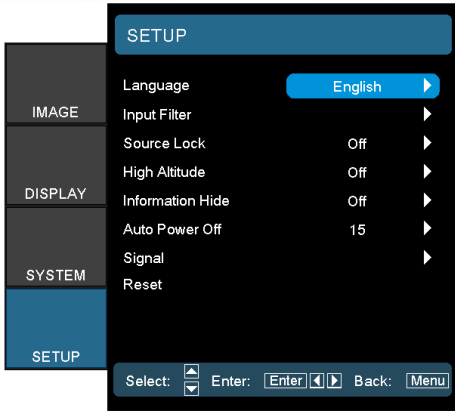 SETUP
IMAGE
DISPLAY
SYSTEM
SETUP
Language English
Input Filter
Source Lock Off
High Altitude Off
Information Hide Off
Auto Power Off 15
Signal
Reset
Select: Enter: Enter Back: Menu